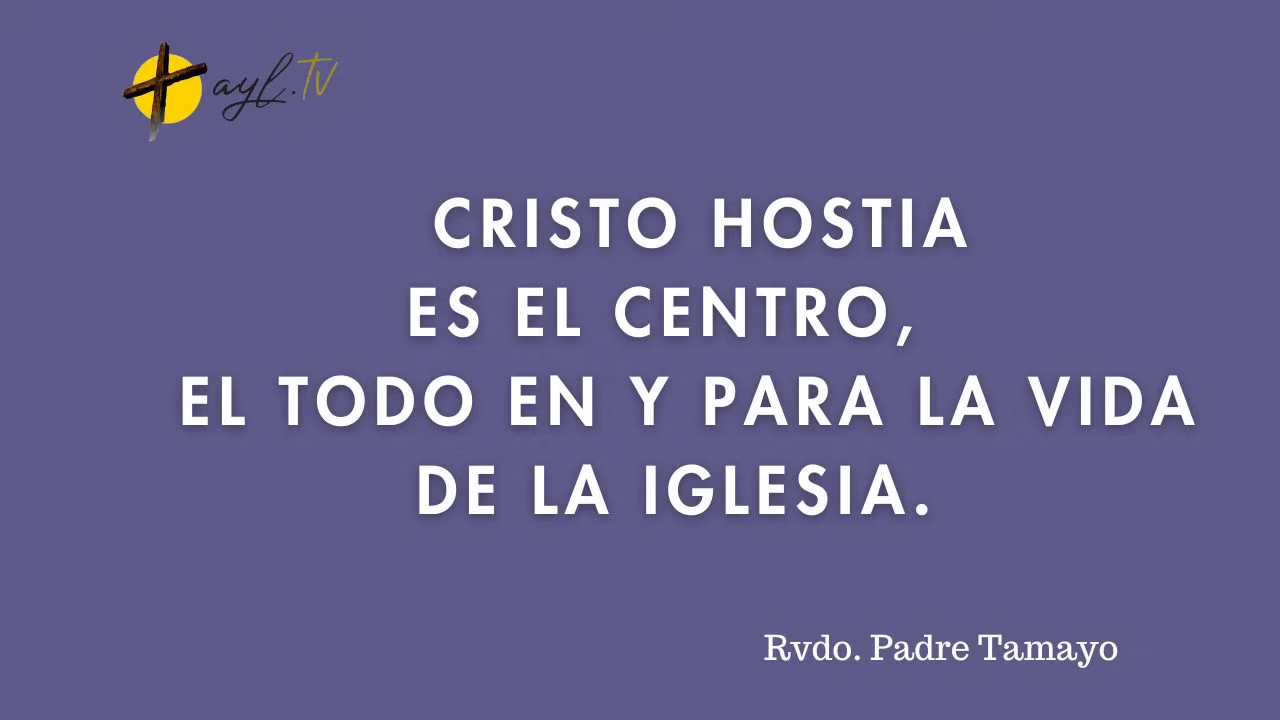 ayl.TV
CRISTO HOSTIA
ES EL CENTRO,
EL TODO EN Y PARA LA VIDA
DE LA IGLESIA.
Rvdo. Padre Tamayo